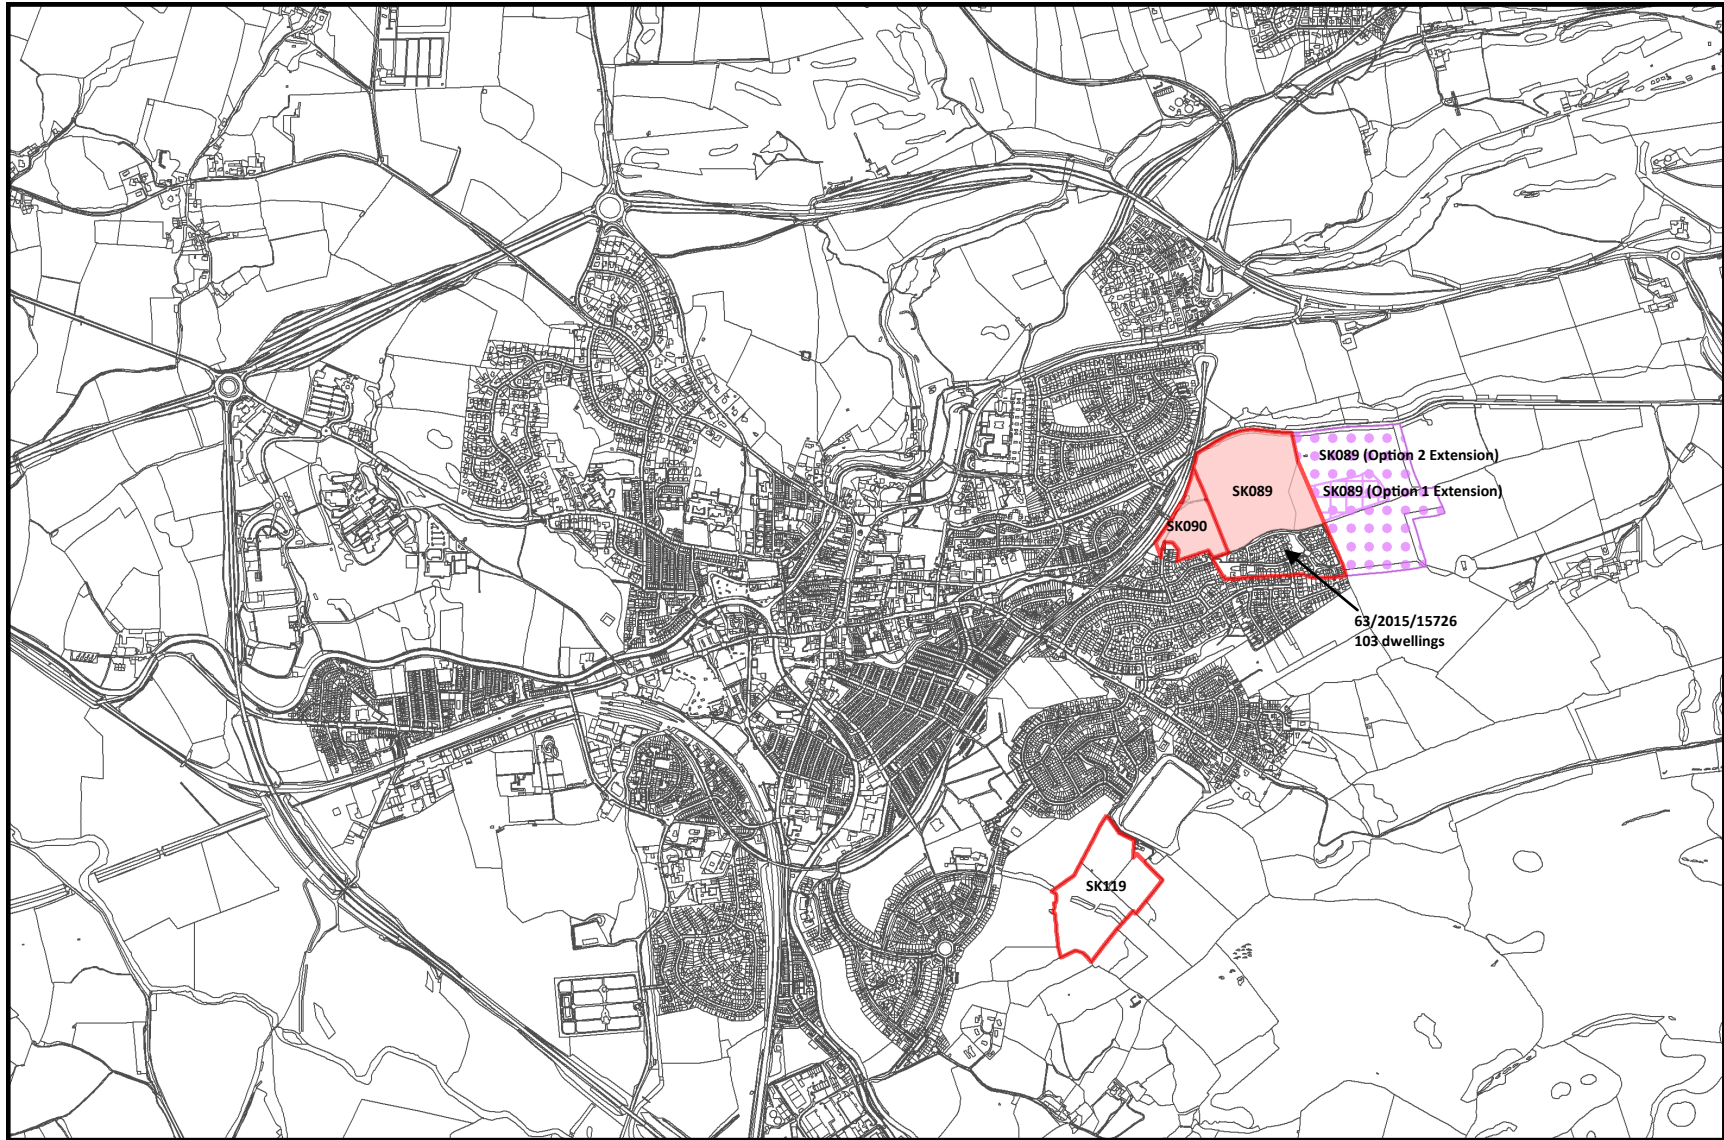 SK089 (Option 2 Extension)
SK089
SK089 (Option 1 Extension)
SK090
63/2015/15726
103 dwellings
SK119